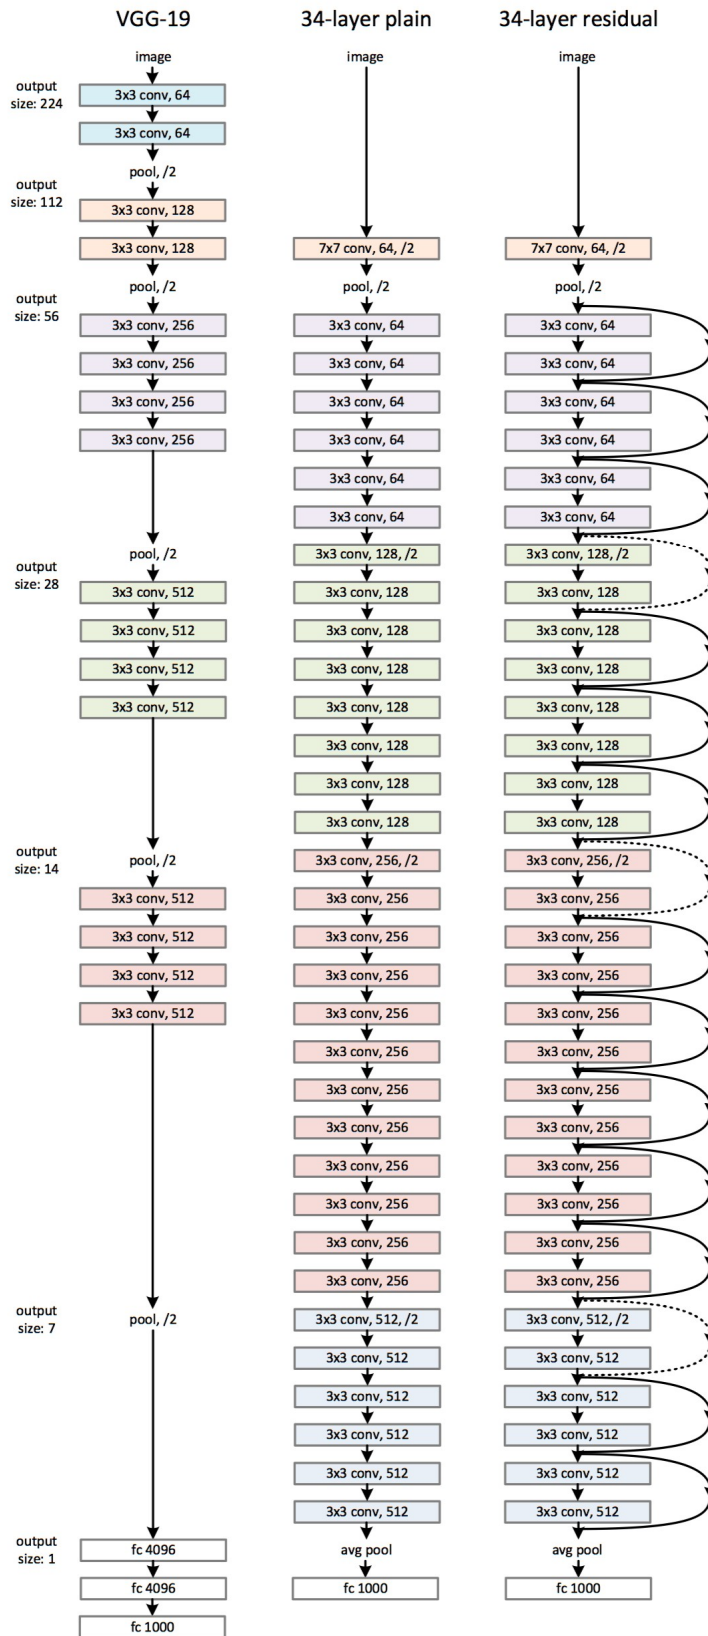 output
size: 224
output
size: 112
output
size: 56
output
size: 28
output
size: 14
output
size: 7
output
size: 1
VGG-19
image
3x3 conv, 64
3x3 conv, 64
pool, /2
3x3 conv, 128
3x3 conv, 128
pool, /2
3x3 conv, 256
3x3 conv, 256
3x3 conv, 256
3x3 conv, 256
pool, /2
3x3 conv, 512
3x3 conv, 512
3x3 conv, 512
3x3 conv, 512
pool, /2
3x3 conv, 512
3x3 conv, 512
3x3 conv, 512
3x3 conv, 512
pool, /2
fc 4096
fc 4096
fc 1000
34-layer plain
image
7x7 conv, 64, /2
pool, /2
3x3 conv, 64
3x3 conv, 64
3x3 conv, 64
3x3 conv, 64
3x3 conv, 64
3x3 conv, 64
3x3 conv, 128, /2
3x3 conv, 128
3x3 conv, 128
3x3 conv, 128
3x3 conv, 128
3x3 conv, 128
3x3 conv, 128
3x3 conv, 128
3x3 conv, 256, /2
3x3 conv, 256
3x3 conv, 256
3x3 conv, 256
3x3 conv, 256
3x3 conv, 256
3x3 conv, 256
3x3 conv, 256
3x3 conv, 256
3x3 conv, 256
3x3 conv, 256
3x3 conv, 256
3x3 conv, 512, /2
3x3 conv, 512
3x3 conv, 512
3x3 conv, 512
3x3 conv, 512
3x3 conv, 512
avg pool
fc 1000
34-layer residual
image
7x7 conv, 64, /2
pool, /2
3x3 conv, 64
3x3 conv, 64
3x3 conv, 64
3x3 conv, 64
3x3 conv, 64
3x3 conv, 64
3x3 conv, 128, /2
3x3 conv, 128
3x3 conv, 128
3x3 conv, 128
3x3 conv, 128
3x3 conv, 128
3x3 conv, 128
3x3 conv, 128
3x3 conv, 256, /2
3x3 conv, 256
3x3 conv, 256
3x3 conv, 256
3x3 conv, 256
3x3 conv, 256
3x3 conv, 256
3x3 conv, 256
3x3 conv, 256
3x3 conv, 256
3x3 conv, 256
3x3 conv, 256
3x3 conv, 512, /2
3x3 conv, 512
3x3 conv, 512
3x3 conv, 512
3x3 conv, 512
3x3 conv, 512
avg pool
fc 1000